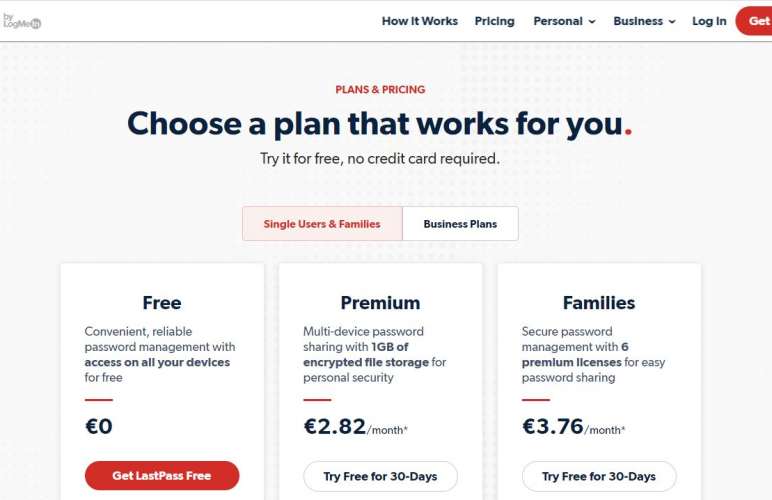 by
LogMeIn
How It Works
Pricing
Personal
Business
Log In
Get
PLANS & PRICING
Choose a plan that works for you.
Try it for free, no credit card required.
Single Users & Families
Business Plans
Free
Convenient, reliable
password management with
access on all your devices
for free
€0
Get LastPass Free
Premium
Multi-device password
sharing with 1GB of
encrypted file storage for
personal security
€2.82/month*
Try Free for 30-Days
Families
Secure password
management with 6
premium licenses for easy
password sharing
€3.76/month*
Try Free for 30-Days